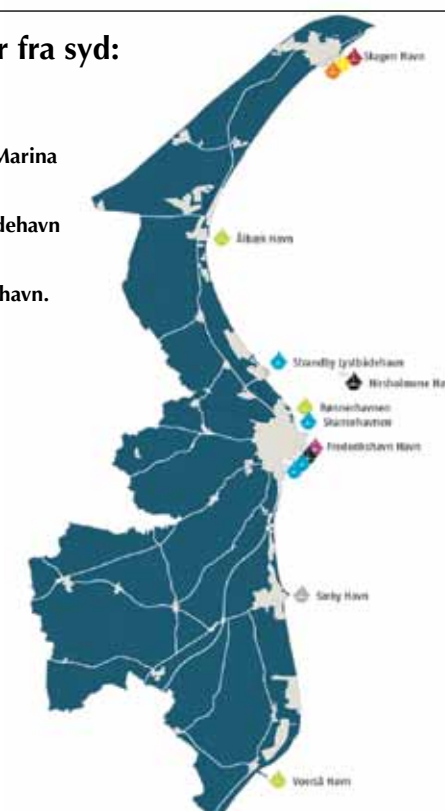 r fra syd:
Marina
dehavn
havn.
Skagen Havn
Ålbæk Havn
Strandby Lystbådehavn
Hirsholmene Ha
Rønnerhavnen
Skansehavnen
Frederikshavn Havn
Sæby Havn
Voerså Havn